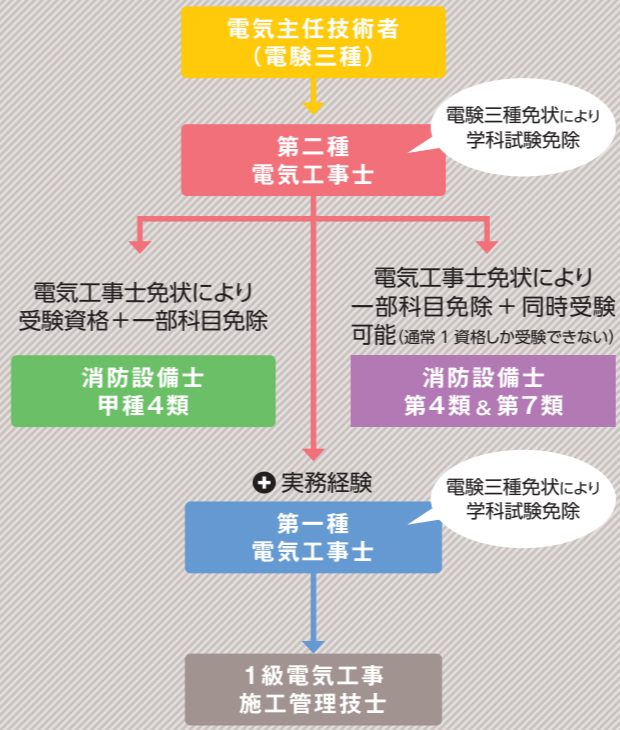 電気主任技術者
（電験三種）
電験三種免状により
学科試験免除
第二種
電気工事士
電気工事士免状により
受験資格＋一部科目免除
電気工事士免状により
一部科目免除＋同時受験
可能(通常1資格しか受験できない)
消防設備士
甲種4類
消防設備士
第4類&第7類
＋実務経験
電験三種免状により
学科試験免除
第一種
電気工事士
1級電気工事
施工管理技士